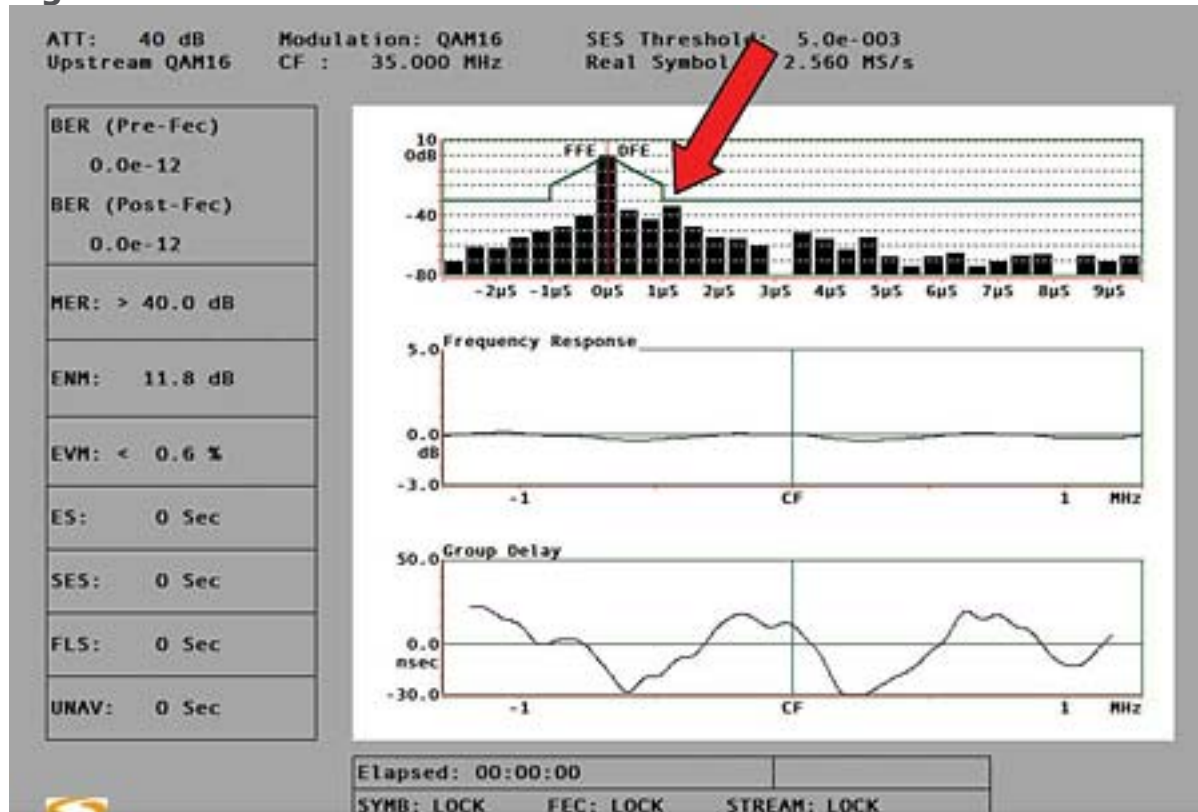 ATT: 40 dB Modulation: QAM16 SES Threshold: 5.0e-003
Upstream QAM16 CF : 35.000 MHz Real Symbol 2.560 MS/s
BER (Pre-Fec)
0.0e-12
BER (Post-Fec)
0.0e-12
MER: > 40.0 dB
ENM: 11.8 dB
EVM: < 0.6 %
ES: 0 Sec
SES: 0 Sec
FLS: 0 Sec
UNAV: 0 Sec
10
0dB
FFE DFE
-40
-80
-2µS -1µS 0µS 1µS 2µS 3µS 4µS 5µS 6µS 7µS 8µS 9µS
Frequency Response
5.0
0.0
dB
-3.0
-1 CF 1 MHz
Group Delay
50.0
0.0
nsec
-30.0
-1 CF 1 MHz
Elapsed: 00:00:00
SYMB: LOCK FEC: LOCK STREAM: LOCK